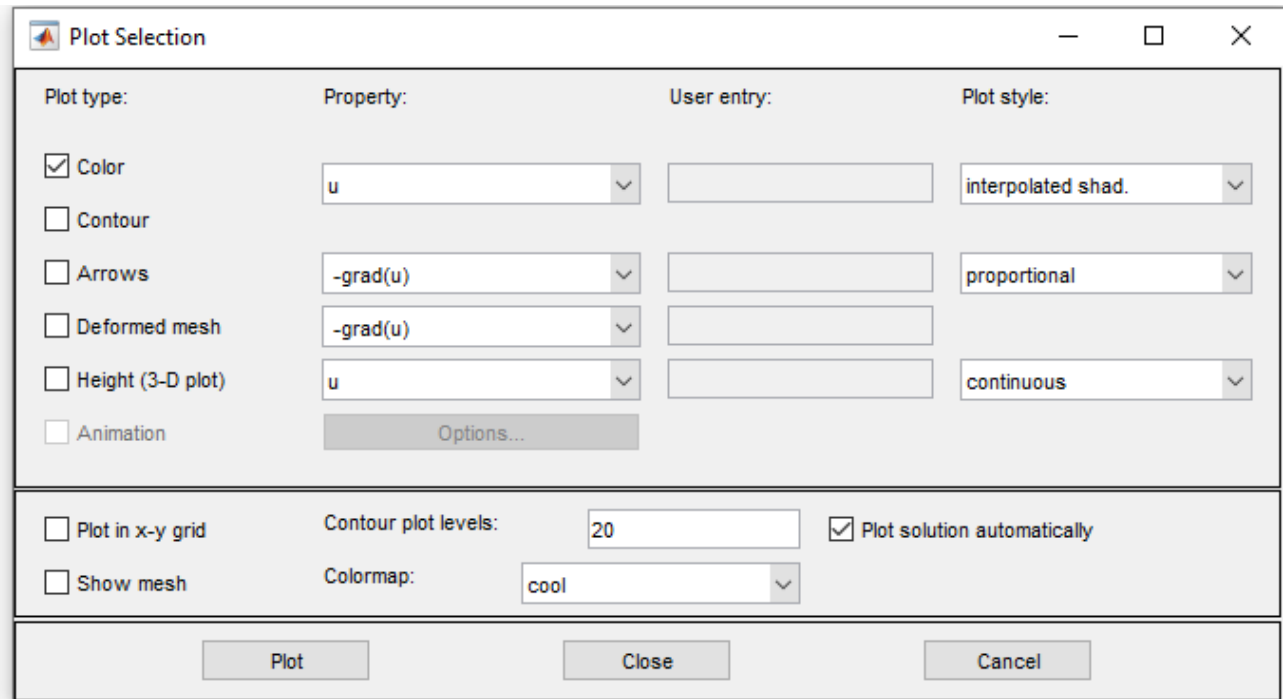 Plot Selection
Plot type: Property: User entry: Plot style:
Color u interpolated shad.
Contour
Arrows -grad(u) proportional
Deformed mesh -grad(u)
Height (3-D plot) u continuous
Animation Options...
Plot in x-y grid Contour plot levels: 20 Plot solution automatically
Show mesh Colormap: cool
Plot Close Cancel